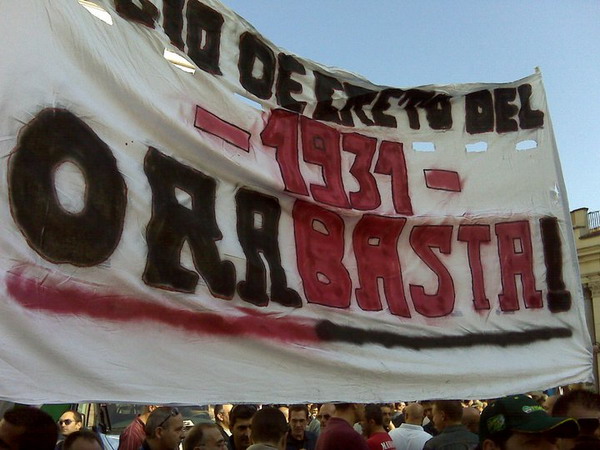 DECRETO DEL
- 1931 -
ORA BASTA!